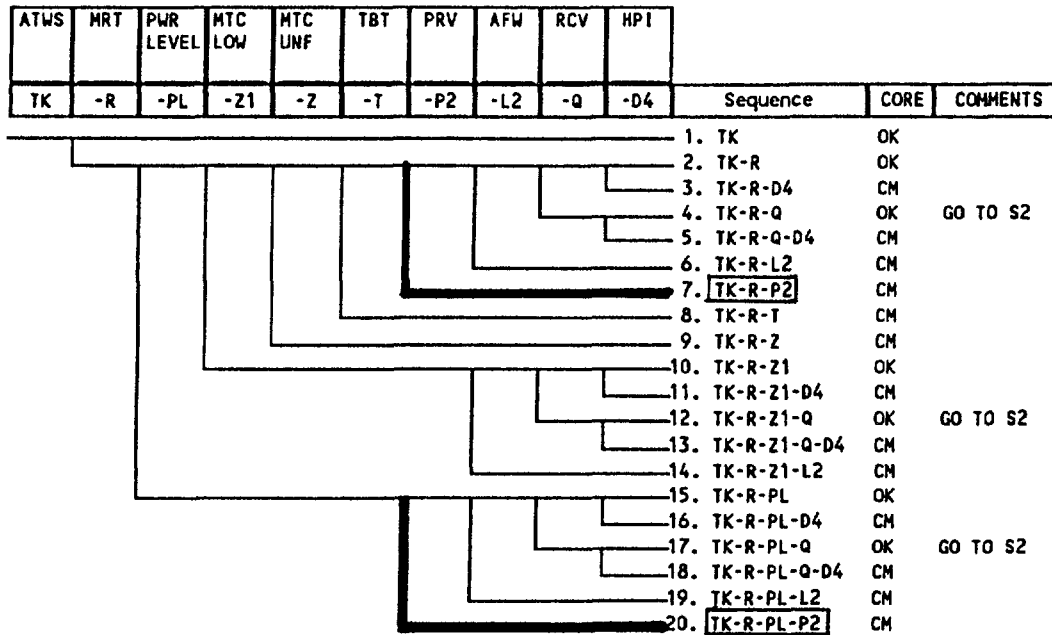 ATWS MRT PWR LEVEL MTC LOW MTC UNF TBT PRV AFW RCV HPI
TK -R -PL -Z1 -Z -T -P2 -L2 -Q -D4 Sequence CORE COMMENTS
1. TK OK
2. TK-R OK
3. TK-R-D4 CM
4. TK-R-Q OK GO TO S2
5. TK-R-Q-D4 CM
6. TK-R-L2 CM
7. TK-R-P2 CM
8. TK-R-T CM
9. TK-R-Z CM
10. TK-R-Z1 OK
11. TK-R-Z1-D4 CM
12. TK-R-Z1-Q OK GO TO S2
13. TK-R-Z1-Q-D4 CM
14. TK-R-Z1-L2 CM
15. TK-R-PL OK
16. TK-R-PL-D4 CM
17. TK-R-PL-Q OK GO TO S2
18. TK-R-PL-Q-D4 CM
19. TK-R-PL-L2 CM
20. TK-R-PL-P2 CM